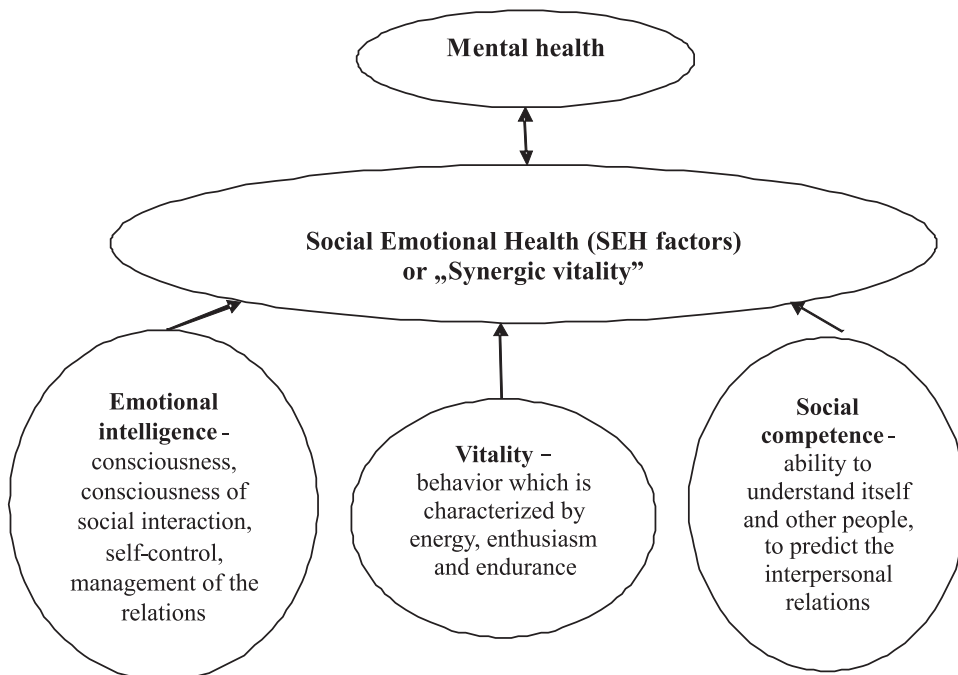 Mental health
Social Emotional Health (SEH factors)
or „Synergic vitality”
Emotional
intelligence -
consciousness,
consciousness of
social interaction,
self-control,
management of the
relations
Vitality –
behavior which is
characterized by
energy, enthusiasm
and endurance
Social
competence -
ability to
understand itself
and other people,
to predict the
interpersonal
relations